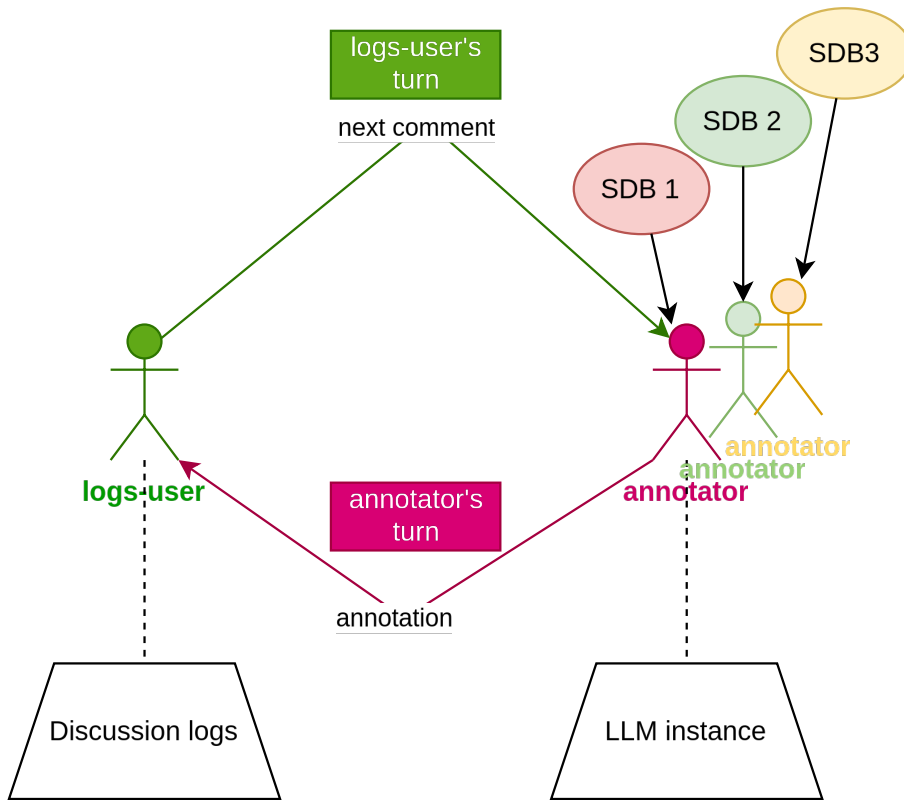 logs-user's
turn
SDB3
SDB 2
next comment
SDB 1
annotator
annotator
logs-user
annotator
annotator's
turn
annotation
Discussion logs
LLM instance